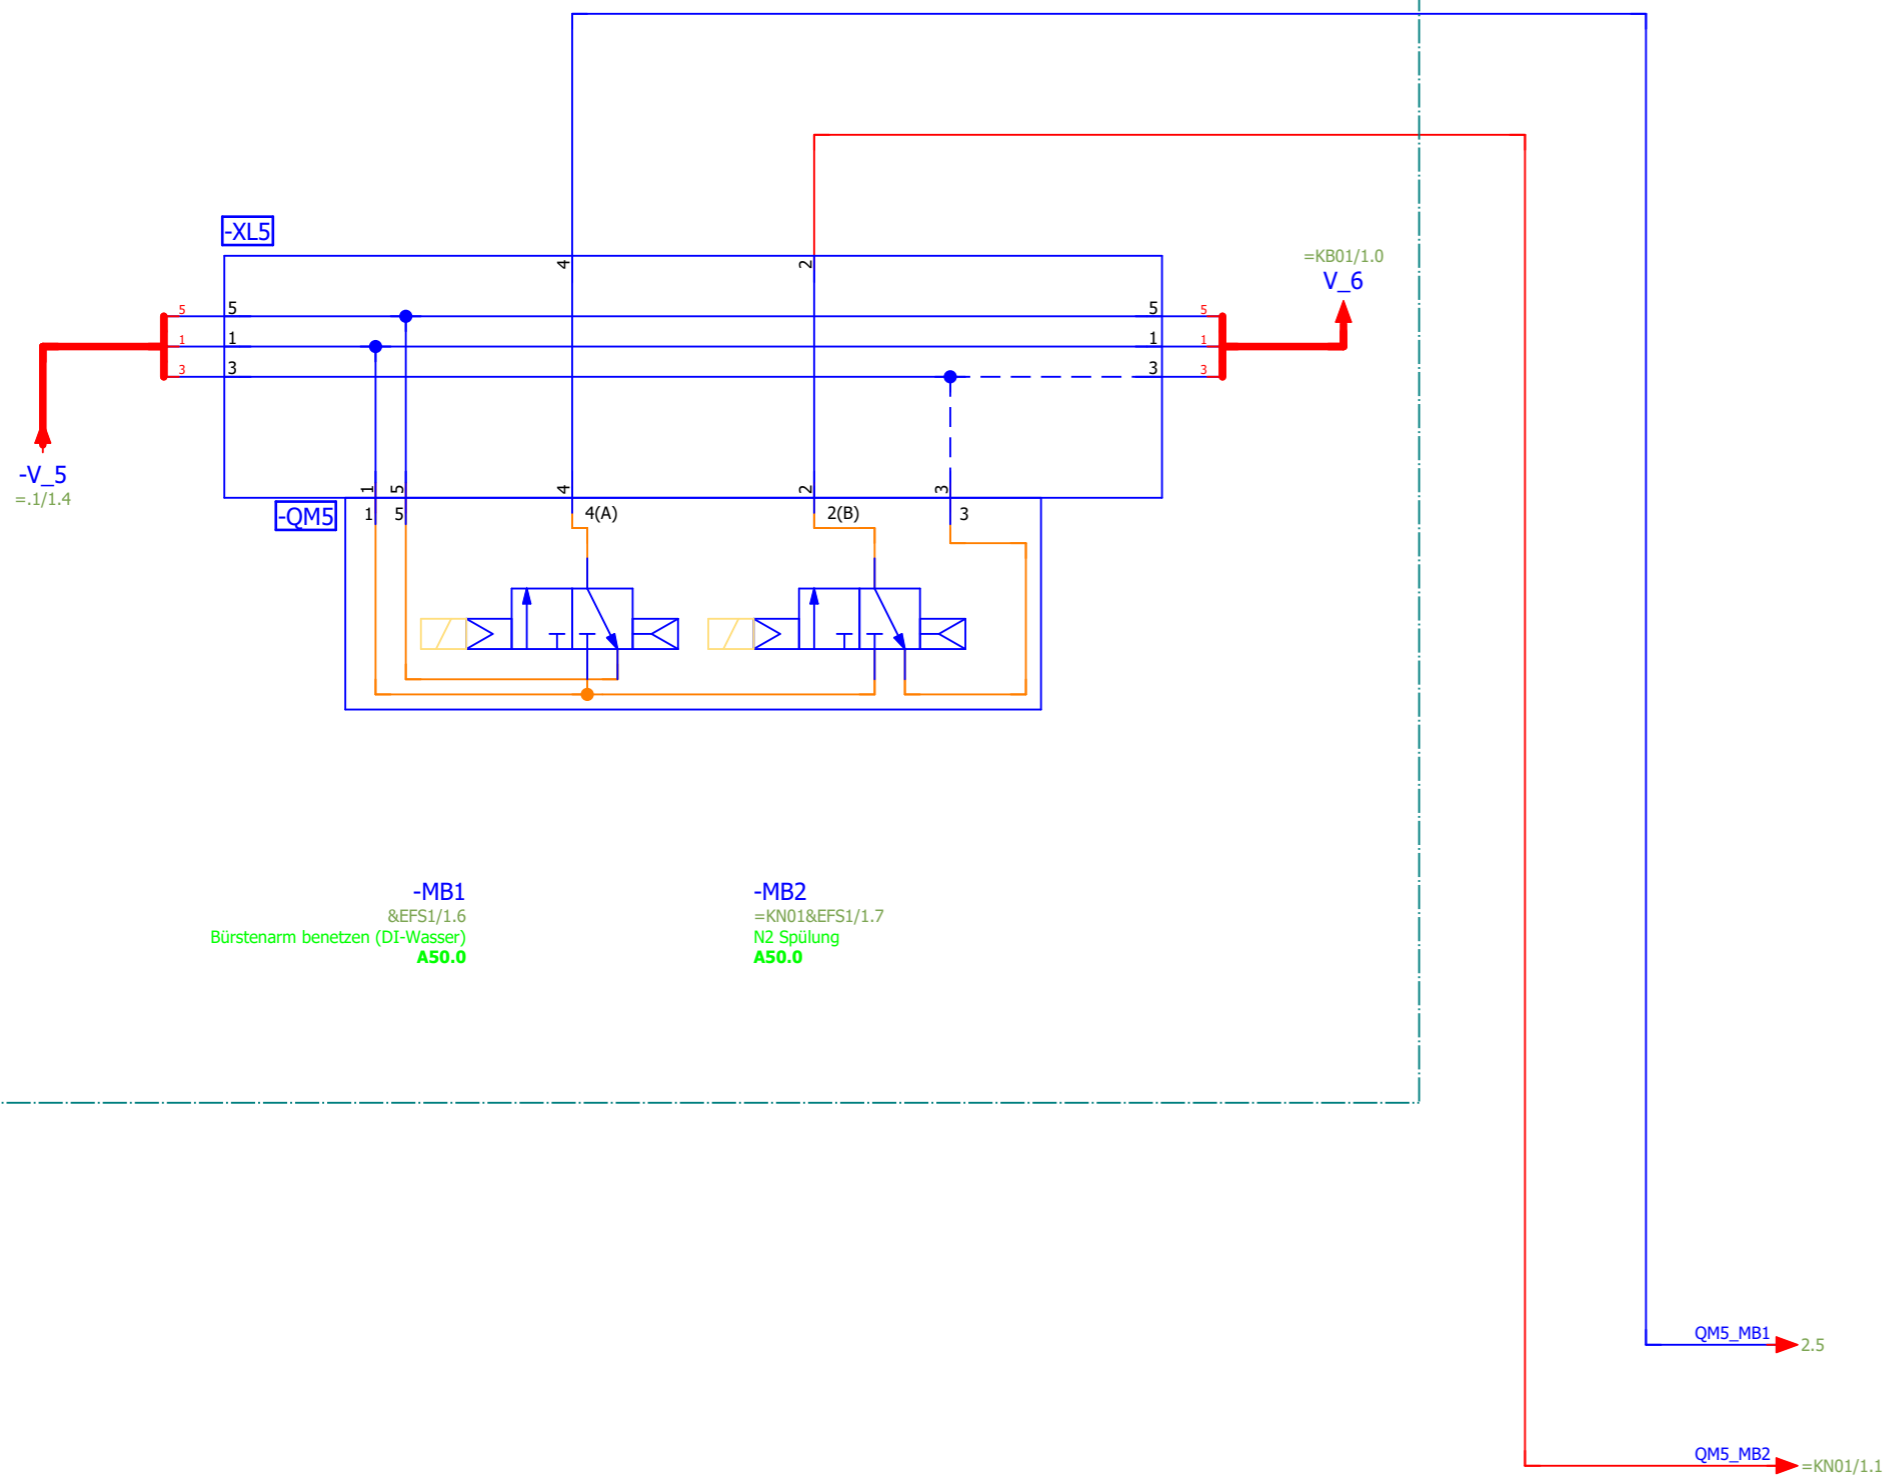 -XL5
4
2
=KB01/1.0
V_6
5
5
5
5
1
1
1
1
3
3
3
3
-V_5
=.1/1.4
1
5
4
2
3
-QM5
1
5
4(A)
2(B)
3
-MB1
&EFS1/1.6
Bürstenarm benetzen (DI-Wasser)
A50.0
-MB2
=KN01&EFS1/1.7
N2 Spülung
A50.0
QM5_MB1
2.5
QM5_MB2
=KN01/1.1